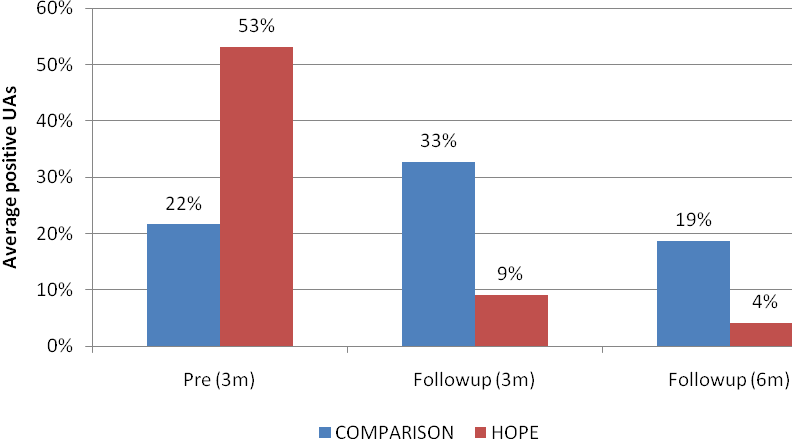 60%
50%
40%
30%
20%
10%
0%
Average positive UAs
22%
53%
33%
9%
19%
4%
Pre (3m)
Followup (3m)
Followup (6m)
COMPARISON
HOPE